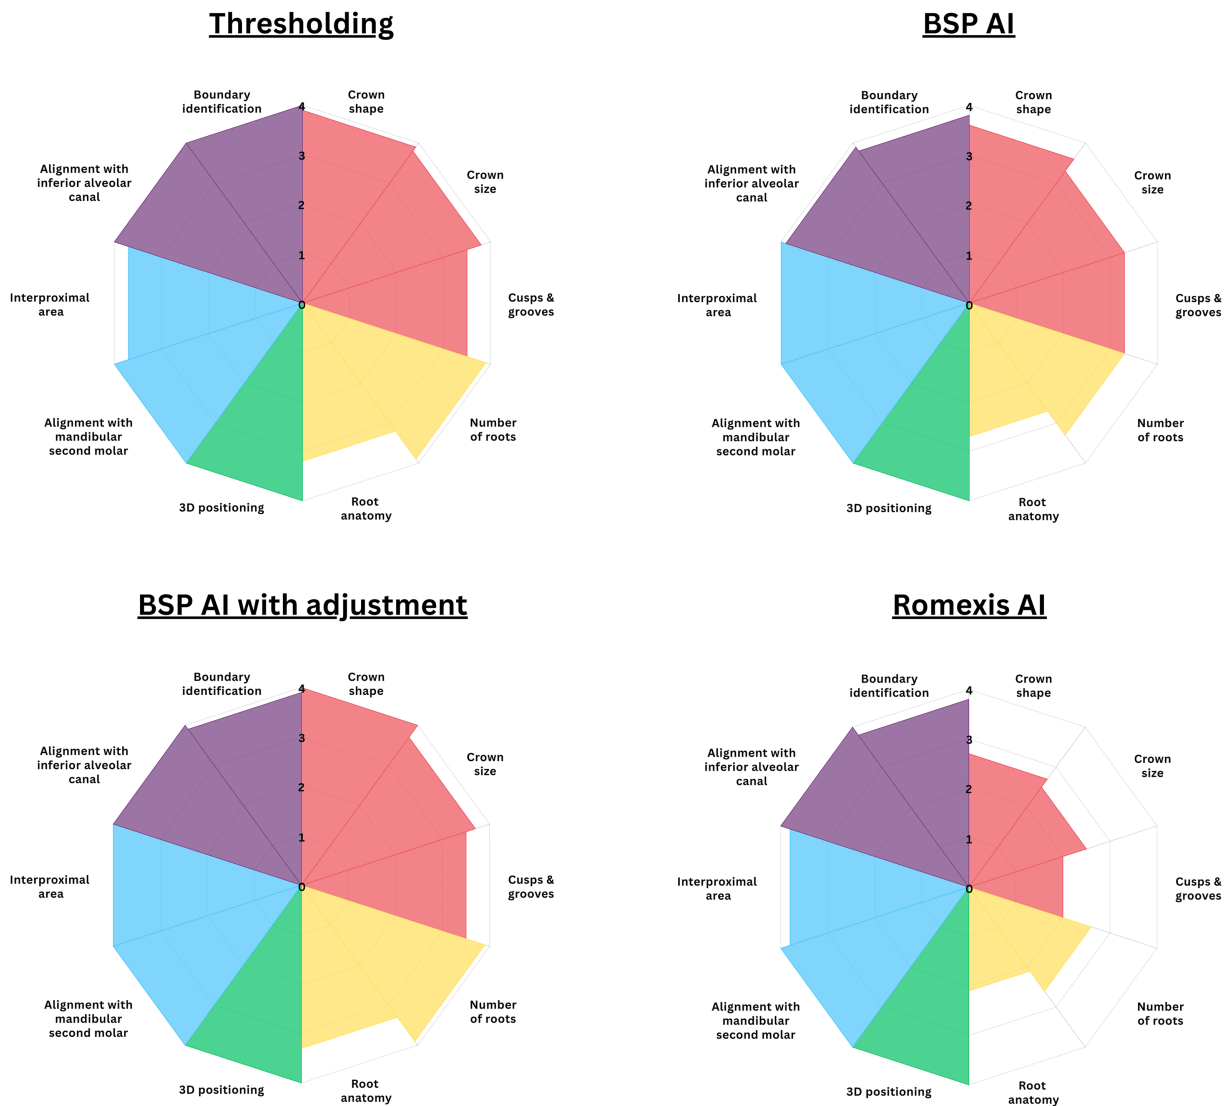 Thresholding
Boundary
identification
4
Crown
shape
Alignment with
inferior alveolar
canal
3
Crown
size
2
1
Interproximal
area
0
Cusps &
grooves
Alignment with
mandibular
second molar
Number
of roots
3D positioning
Root
anatomy
BSP AI
Boundary
identification
4
Crown
shape
Alignment with
inferior alveolar
canal
3
Crown
size
2
1
Interproximal
area
0
Cusps &
grooves
Alignment with
mandibular
second molar
Number
of roots
3D positioning
Root
anatomy
BSP AI with adjustment
Boundary
identification
4
Crown
shape
Alignment with
inferior alveolar
canal
3
Crown
size
2
1
Interproximal
area
0
Cusps &
grooves
Alignment with
mandibular
second molar
Number
of roots
3D positioning
Root
anatomy
Romexis AI
Boundary
identification
4
Crown
shape
Alignment with
inferior alveolar
canal
3
Crown
size
2
1
Interproximal
area
0
Cusps &
grooves
Alignment with
mandibular
second molar
Number
of roots
3D positioning
Root
anatomy